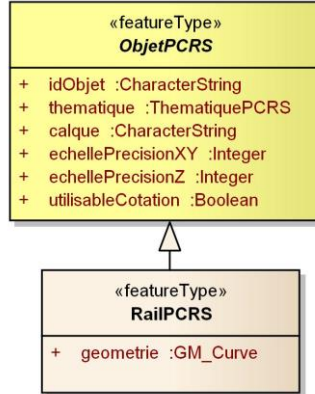 «featureType»
ObjetPCRS
+ idObjet :CharacterString
+ thematique :ThematiquePCRS
+ calque :CharacterString
+ echellePrecisionXY :Integer
+ echellePrecisionZ :Integer
+ utilisableCotation :Boolean
«featureType»
RailPCRS
+ geometrie :GM_Curve